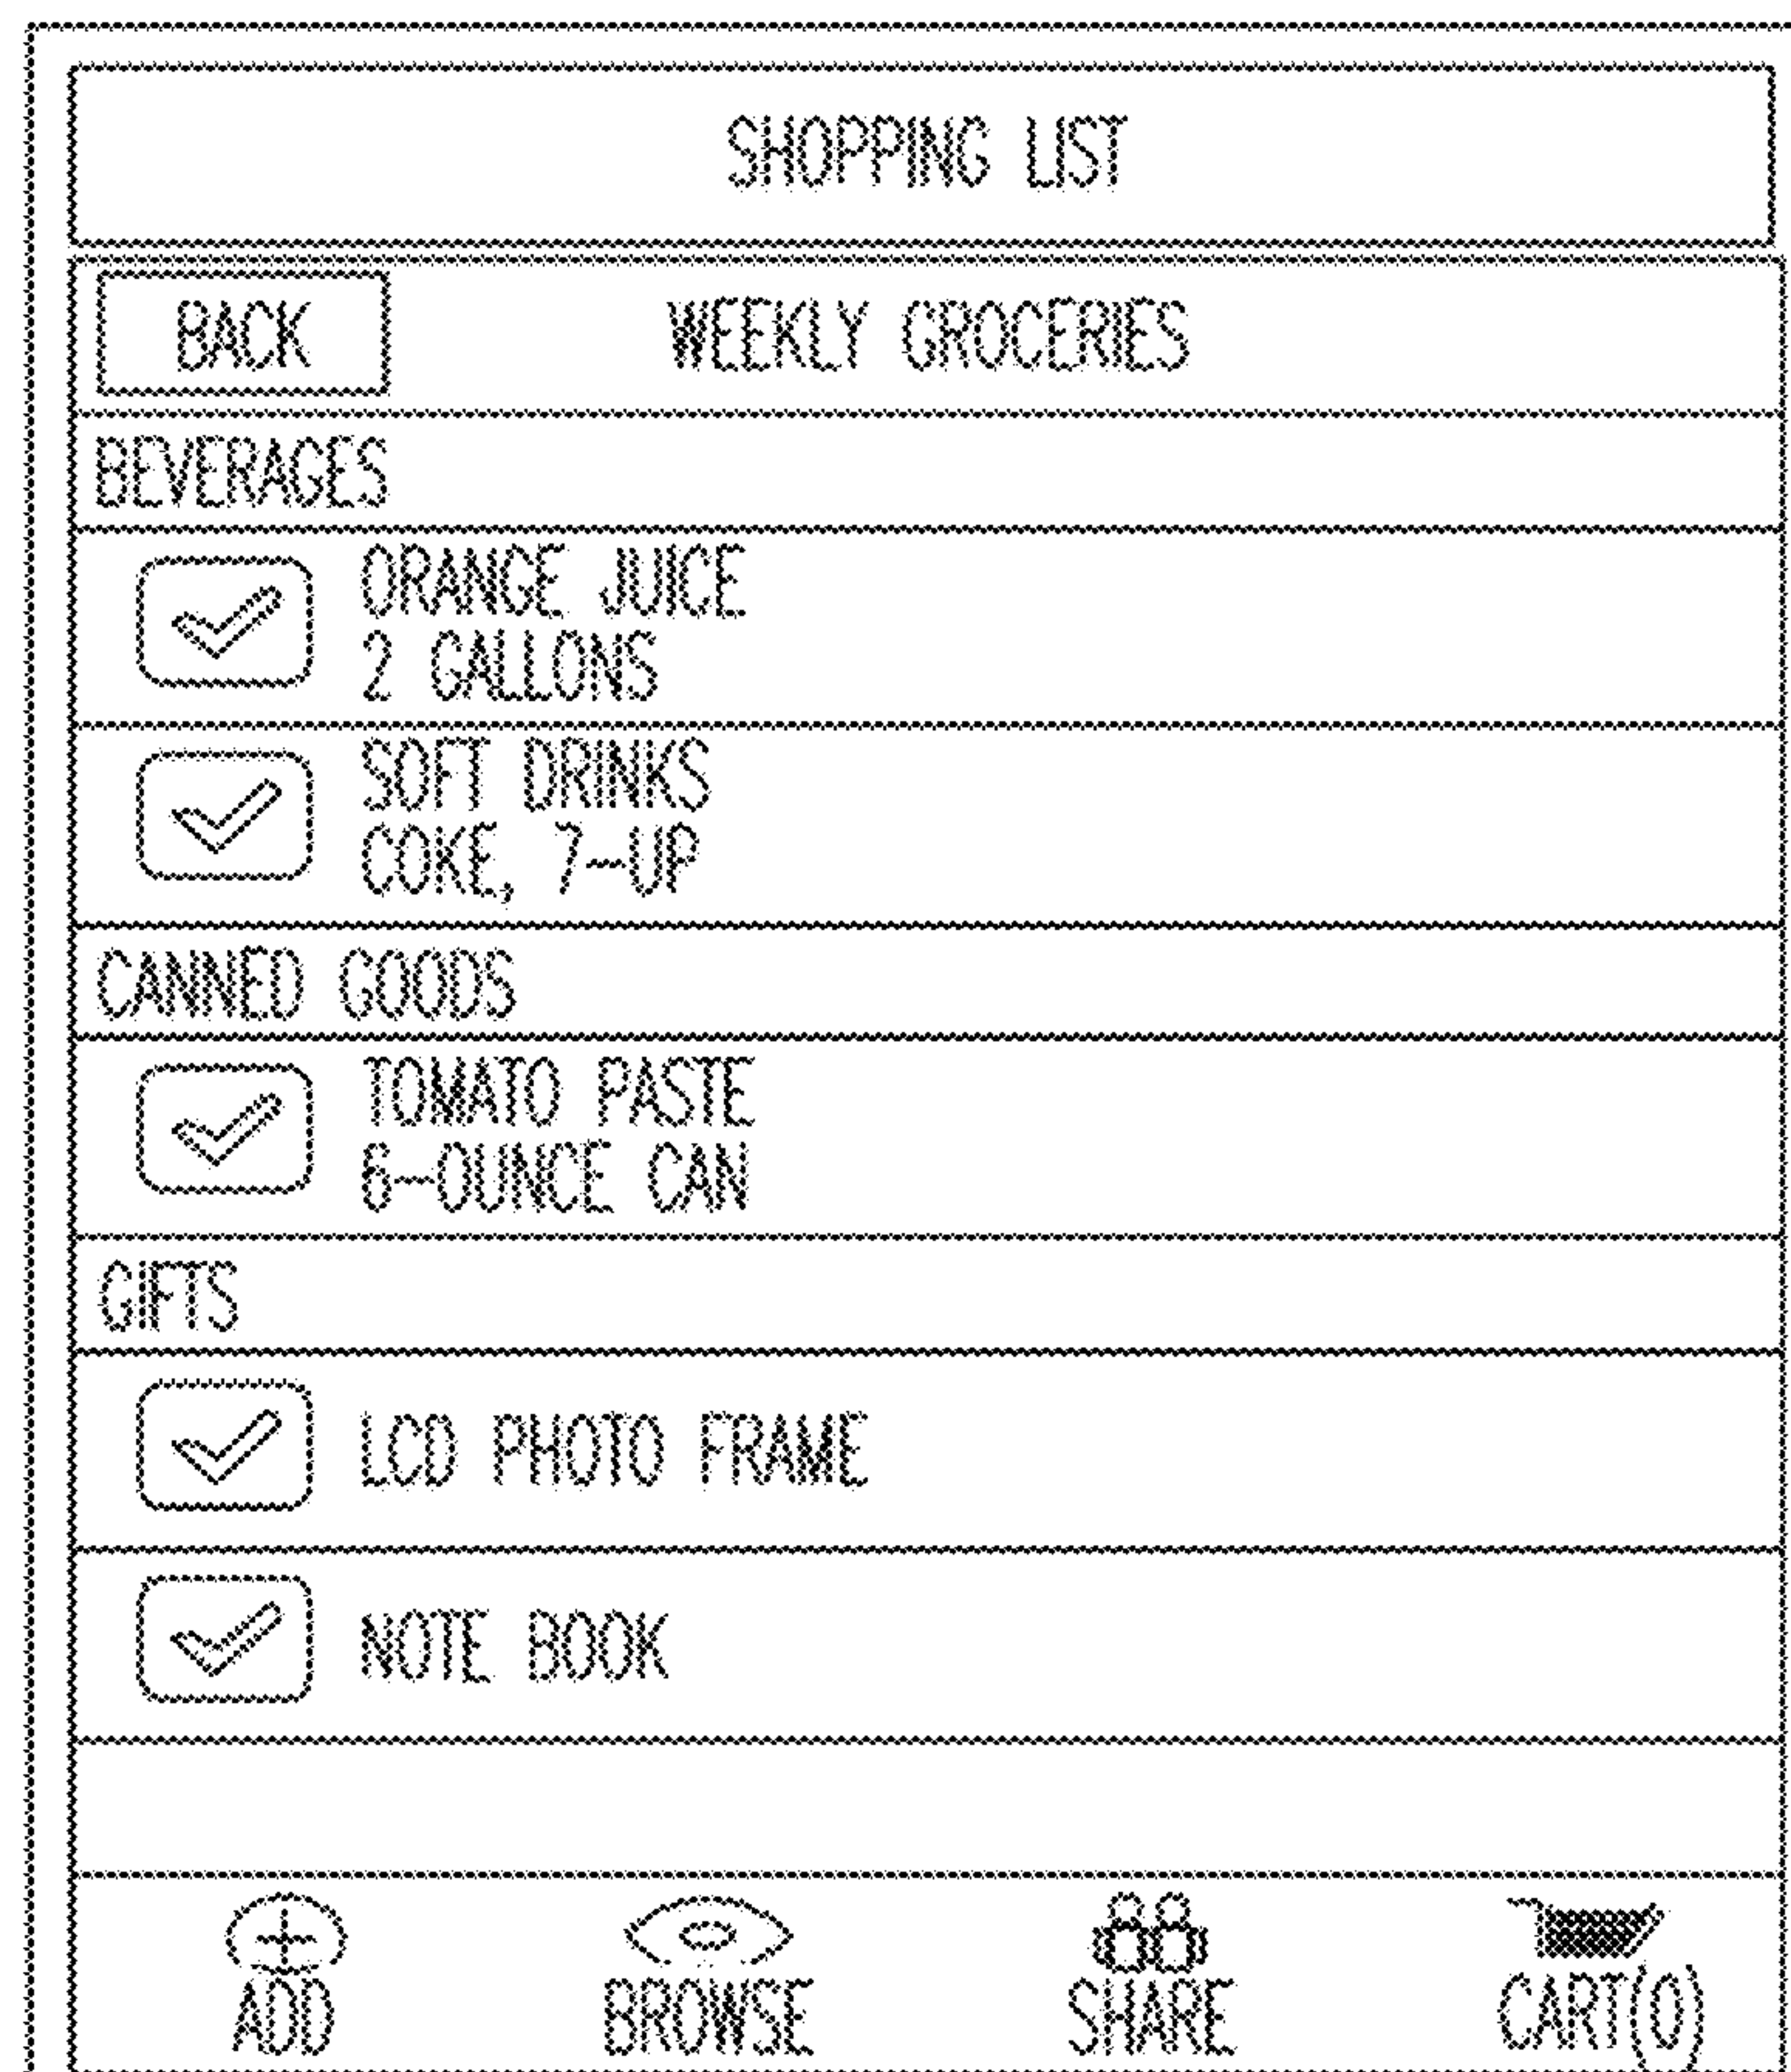 SHOPPING LIST
BACK WEEKLY GROCERIES
BEVERAGES
ORANGE JUICE
2 GALLONS
SOFT DRINKS
COKE, 7-UP
CANNED GOODS
TOMATO PASTE
6-OUNCE CAN
GIFTS
LCD PHOTO FRAME
NOTE BOOK
ADD BROWSE SHARE CART(0)